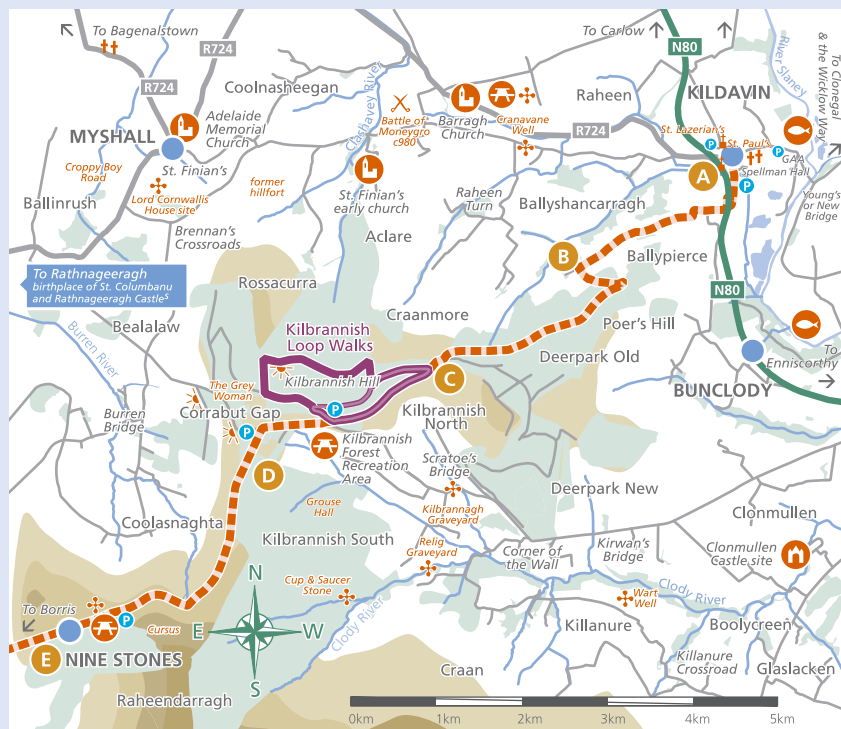 To Bagenalstown
R724
R724
Coolnasheegan
Adelaide
Memorial
Church
MYSHALL
St. Finian's
Croppy Boy
Road
Lord Cornwallis
House site
Ballinrush
Brennan's
Crossroads
former
hillfort
Clashavey River
Battle of
Moneygro
c980
St. Finian's
early church
Aclare
Barragh
Church
Cranavane
Well
Raheen
Turn
Raheen
R724
To Carlow
N80
KILDAVIN
River Slaney
To Clonegal
& the Wicklow Way
St. Lazerian's
St. Paul's
P
P
GAA
Spellman Hall
P
A
Young's
or New
Bridge
Ballyshancarragh
B
Ballypierce
N80
Poer's Hill
To
Enniscorthy
BUNCLODY
To Rathnageeragh
birthplace of St. Columbanu
and Rathnageeragh Castle⁵
Rossacurra
Craanmore
Bealalaw
Burren River
Kilbrannish
Loop Walks
Kilbrannish Hill
P
C
Deerpark Old
The Grey
Woman
Corrabut Gap
P
Burren
Bridge
D
Kilbrannish
Forest
Recreation
Area
Kilbrannish
North
Scratoe's
Bridge
Deerpark New
Coolasnaghta
Grouse
Hall
Kilbrannagh
Graveyard
Kilbrannish South
Relig
Graveyard
Corner of
the Wall
Kirwan's
Bridge
Clonmullen
Clonmullen
Castle site
Cup & Saucer
Stone
Clody River
Wart
Well
Clody River
Killanure
Boolycreen
Killanure
Crossroad
Glaslacken
Craan
To Borris
P
Cursus
E
NINE STONES
Raheendarragh
N
E
W
S
0km
1km
2km
3km
4km
5km